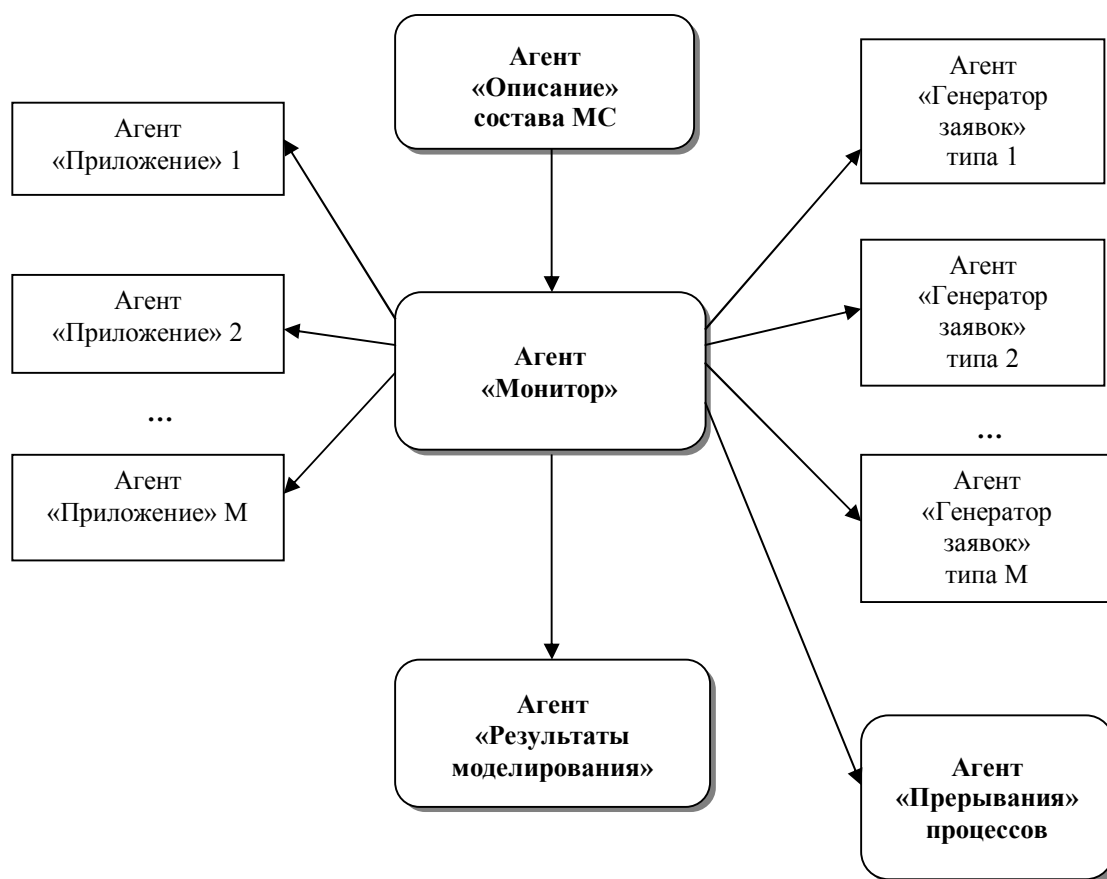 Агент
«Описание»
состава МС
Агент
«Генератор
заявок»
типа 1
Агент
«Приложение» 1
Агент
«Генератор
заявок»
типа 2
Агент
«Приложение» 2
Агент
«Монитор»
...
...
Агент
«Приложение» М
Агент
«Генератор
заявок»
типа М
Агент
«Результаты
моделирования»
Агент
«Прерывания»
процессов